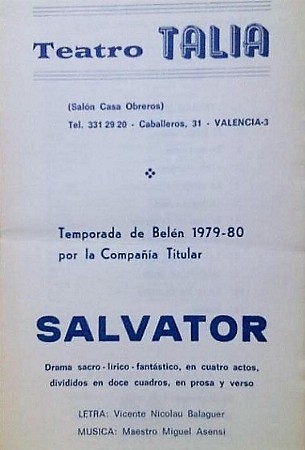 Teatro TALIA
(Salón Casa Obreros)
Tel. 331 29 20 - Caballeros, 31 - VALENCIA-3
Temporada de Belén 1979-80
por la Compañía Titular
SALVATOR
Drama sacro - lírico - fantástico, en cuatro actos,
divididos en doce cuadros, en prosa y verso
LETRA: Vicente Nicolau Balaguer
MUSICA: Maestro Miguel Asensi